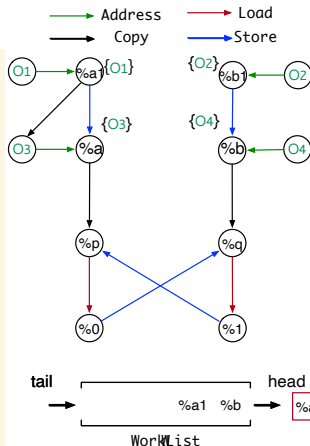 Address Load
Copy Store
O1 %a1 {O1} {O2} %b1 O2
{O3} {O4}
O3 %a %b O4
%p %q
%0 %1
tail head
%a1 %b
WorkList